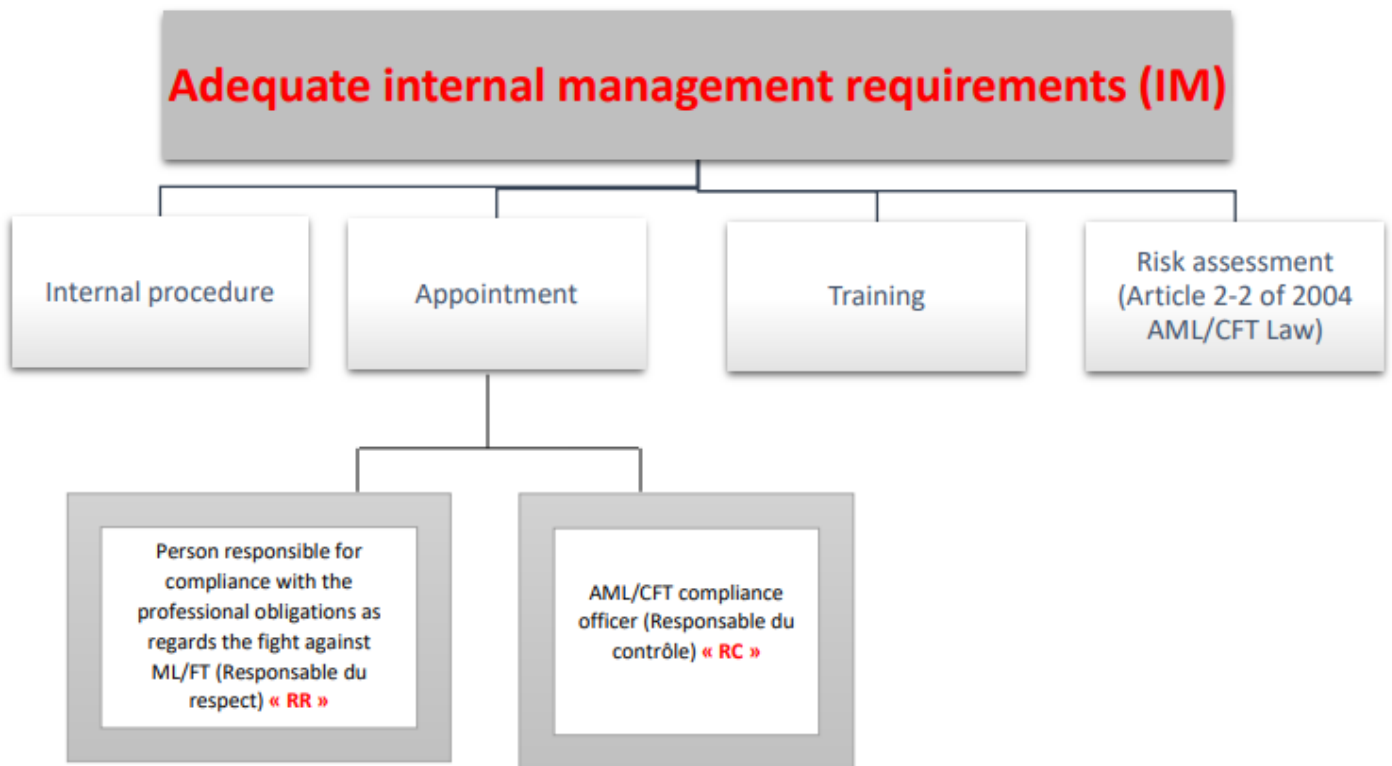 Adequate internal management requirements (IM)
Internal procedure
Appointment
Training
Risk assessment
(Article 2-2 of 2004
AML/CFT Law)
Person responsible for
compliance with the
professional obligations as
regards the fight against
ML/FT (Responsable du
respect) « RR »
AML/CFT compliance
officer (Responsable du
contrôle) « RC »